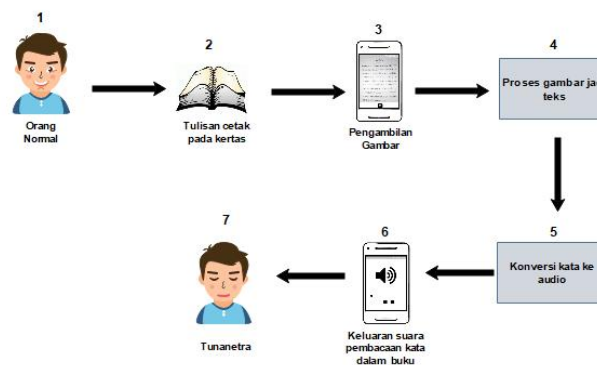 1
Orang
Normal
2
Tulisan cetak
pada kertas
3
Pengambilan
Gambar
4
Proses gambar jad
teks
5
Konversi kata ke
audio
6
Keluaran suara
pembacaan kata
dalam buku
7
Tunanetra